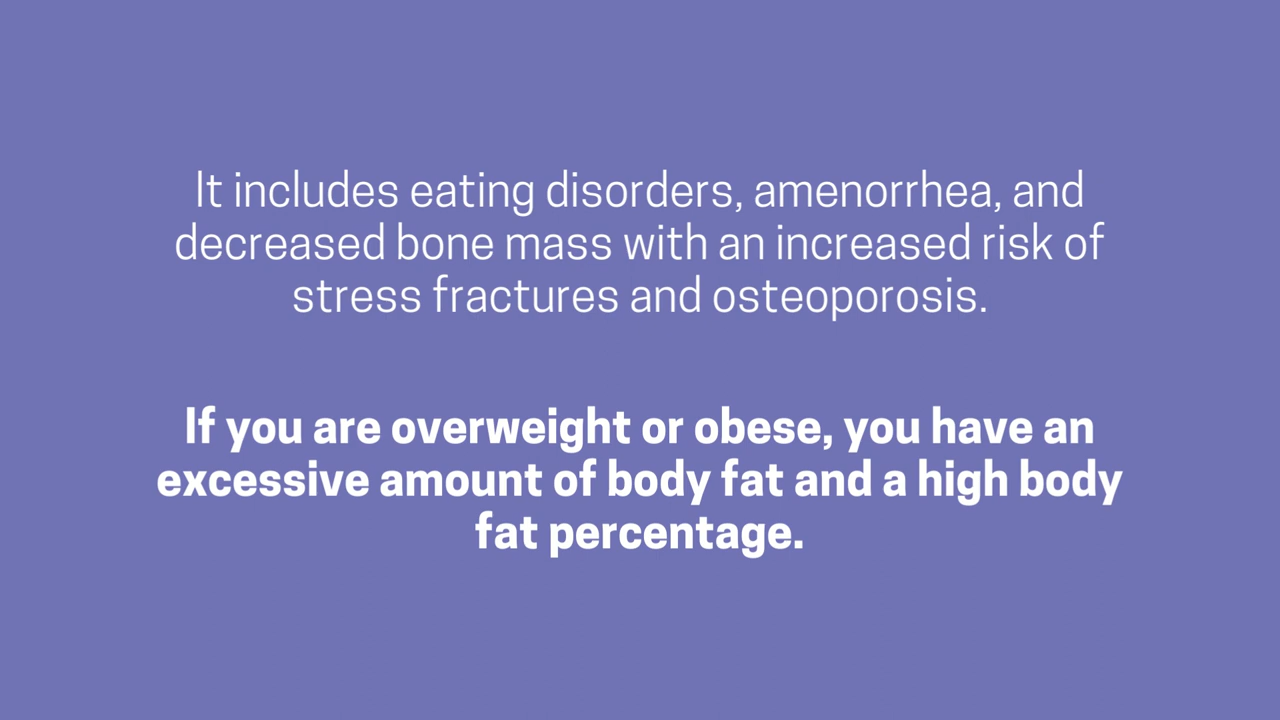 It includes eating disorders, amenorrhea, and
decreased bone mass with an increased risk of
stress fractures and osteoporosis.
If you are overweight or obese, you have an
excessive amount of body fat and a high body
fat percentage.